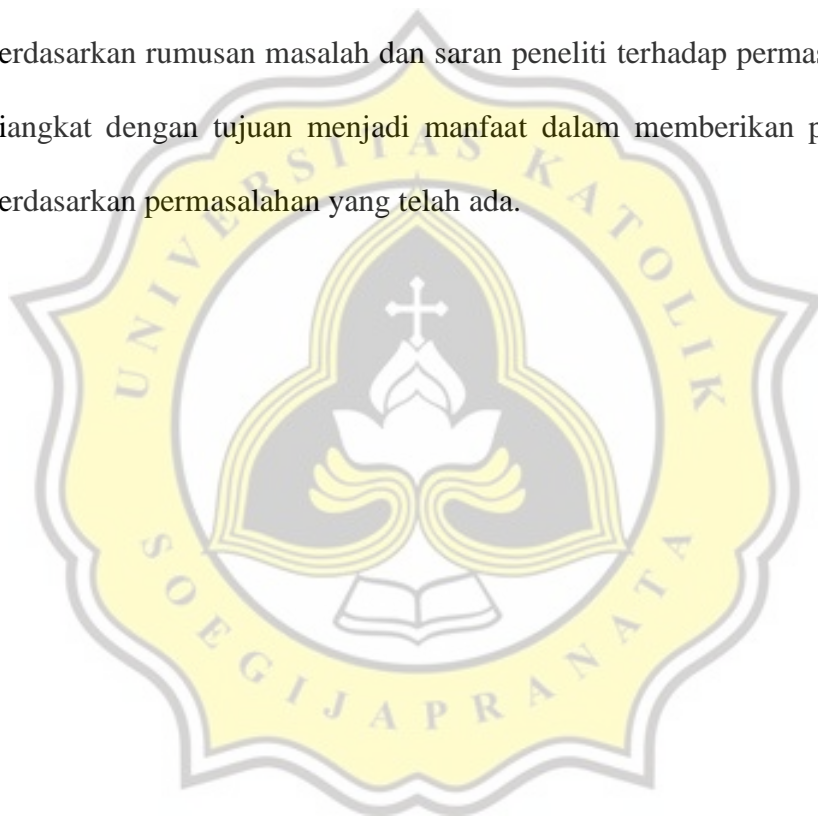 erdasarkan rumusan masalah dan saran peneliti terhadap permas
iangkat dengan tujuan menjadi manfaat dalam memberikan p
erdasarkan permasalahan yang telah ada.
UNIVERSITAS KATOLIK
SOEGIJAPRANATA